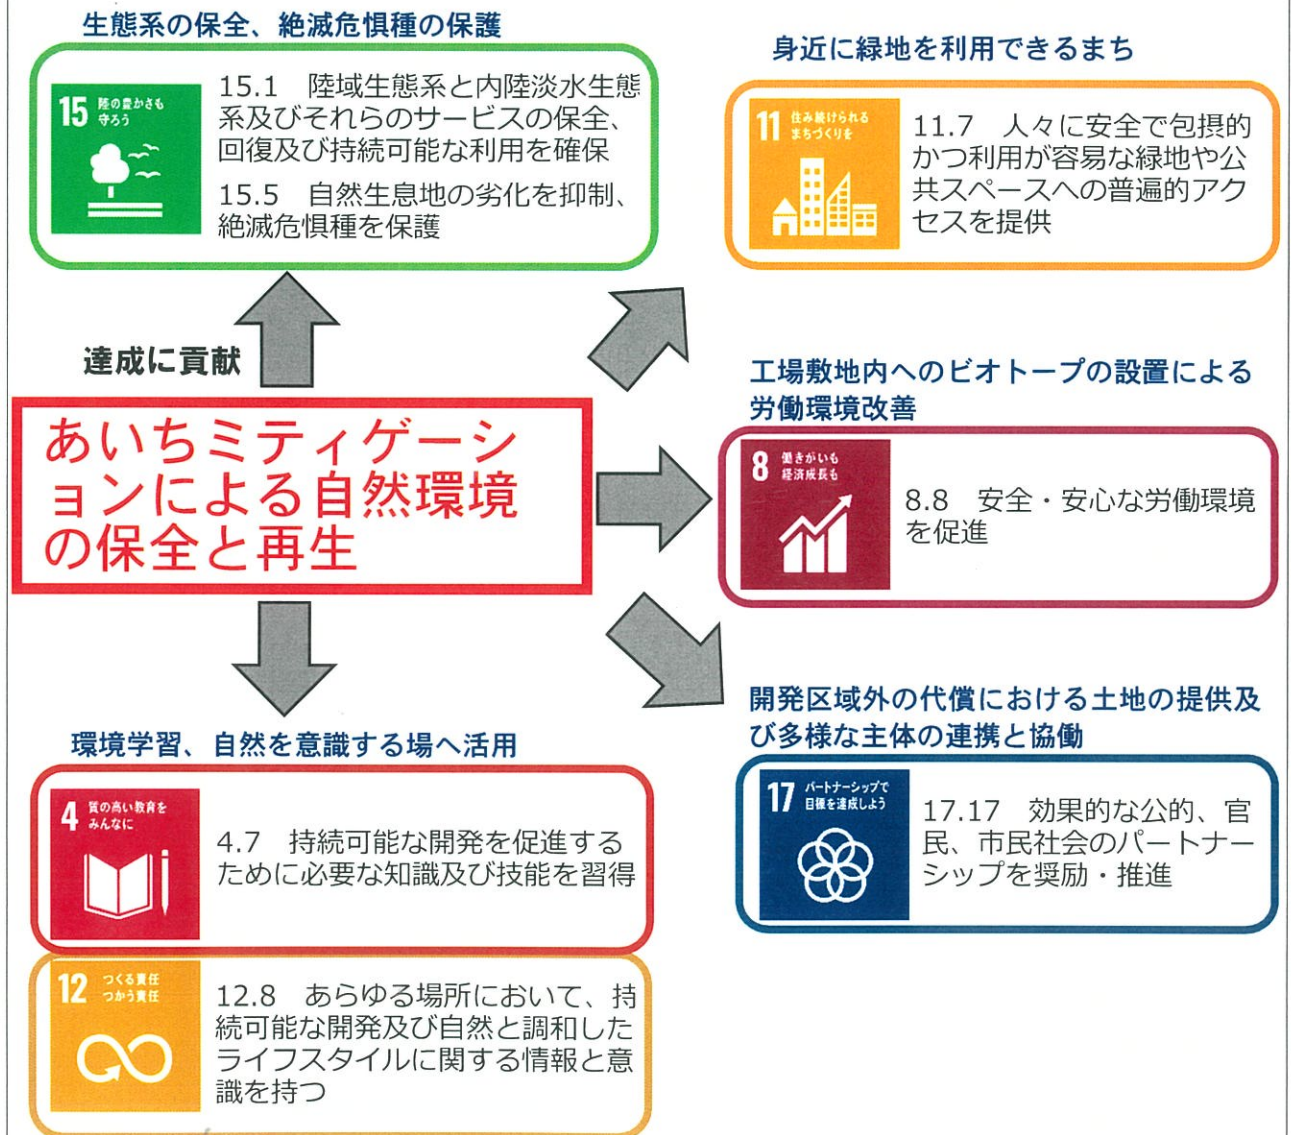 生態系の保全、絶滅危惧種の保護
15 陸の豊かさも
守ろう
15.1 陸域生態系と内陸淡水生態
系及びそれらのサービスの保全、
回復及び持続可能な利用を確保
15.5 自然生息地の劣化を抑制、
絶滅危惧種を保護
身近に緑地を利用できるまち
11 住み続けられる
まちづくりを
11.7 人々に安全で包摂的
かつ利用が容易な緑地や公
共スペースへの普遍的アク
セスを提供
達成に貢献
あいちミティゲーシ
ョンによる自然環境
の保全と再生
工場敷地内へのビオトープの設置による
労働環境改善
8 働きがいも
経済成長も
8.8 安全・安心な労働環境
を促進
開発区域外の代償における土地の提供及
び多様な主体の連携と協働
17 パートナーシップで
目標を達成しよう
17.17 効果的な公的、官
民、市民社会のパートナー
シップを奨励・推進
環境学習、自然を意識する場へ活用
4 質の高い教育を
みんなに
4.7 持続可能な開発を促進する
ために必要な知識及び技能を習得
12 つくる責任
つかう責任
12.8 あらゆる場所において、持
続可能な開発及び自然と調和した
ライフスタイルに関する情報と意
識を持つ